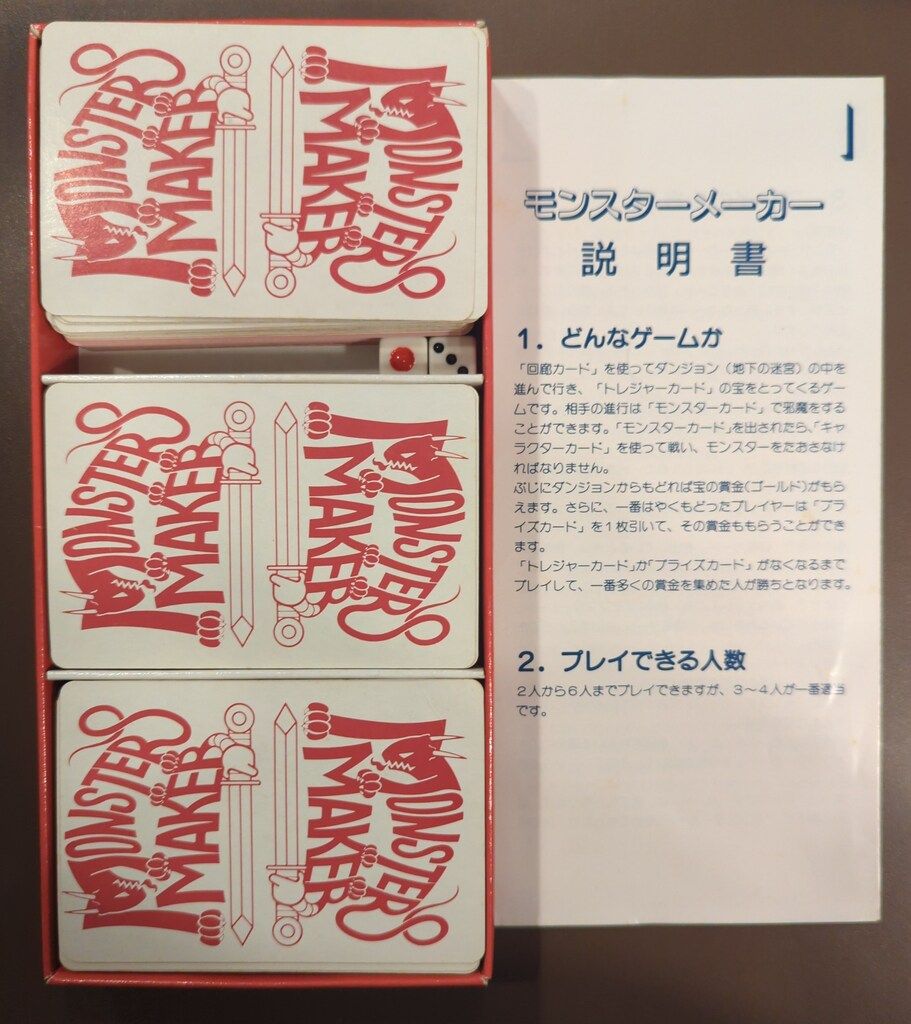 MONSTER
MAKER
MONSTER
MAKER
MONSTER
MAKER
MONSTER
MAKER
MONSTER
MAKER
MONSTER
MAKER
モンスターメーカー
説明書
1. どんなゲームか
「回廊カード」を使ってダンジョン（地下の迷宮）の中を
進んで行き、「トレジャーカード」の宝をとってくるゲー
ムです。相手の進行は「モンスターカード」で邪魔をする
ことができます。「モンスターカード」を出されたら、「キャ
ラクターカード」を使って戦い、モンスターをたおさなけ
ればなりません。
ぶじにダンジョンからもどれば宝の賞金(ゴールド)がもら
えます。さらに、一番はやくもどったプレイヤーは「プラ
イズカード」を1枚引いて、その賞金ももらうことができ
ます。
「トレジャーカード」か「プライズカード」がなくなるまで
プレイして、一番多くの賞金を集めた人が勝ちとなります。
2. プレイできる人数
2人から6人までプレイできますが、3〜4人が一番適当
です。